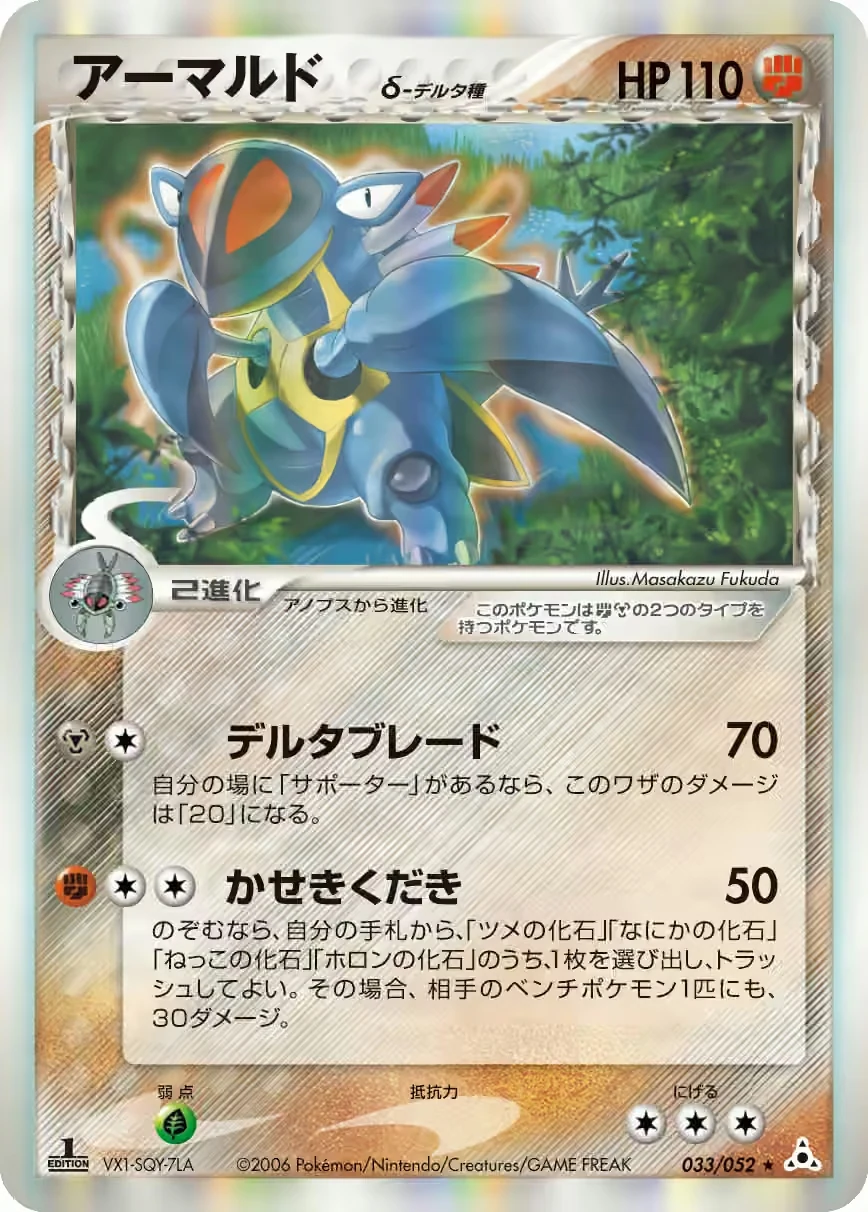 アーマルド δ-デルタ種 HP 110
Illus.Masakazu Fukuda
2進化 アノプスから進化
このポケモンはの2つのタイプを
持つポケモンです。
デルタブレード 70
自分の場に「サポーター」があるなら、このワザのダメージ
は「20」になる。
かせきくだき 50
のぞむなら、自分の手札から、「ツメの化石」「なにかの化石」
「ねっこの化石」「ホロンの化石」のうち、1枚を選び出し、トラッ
シュしてよい。その場合、相手のベンチポケモン1匹にも、
30ダメージ。
弱点 抵抗力 にげる
1 EDITION VX1-SQY-7LA ©2006 Pokémon/Nintendo/Creatures/GAME FREAK 033/052 ★